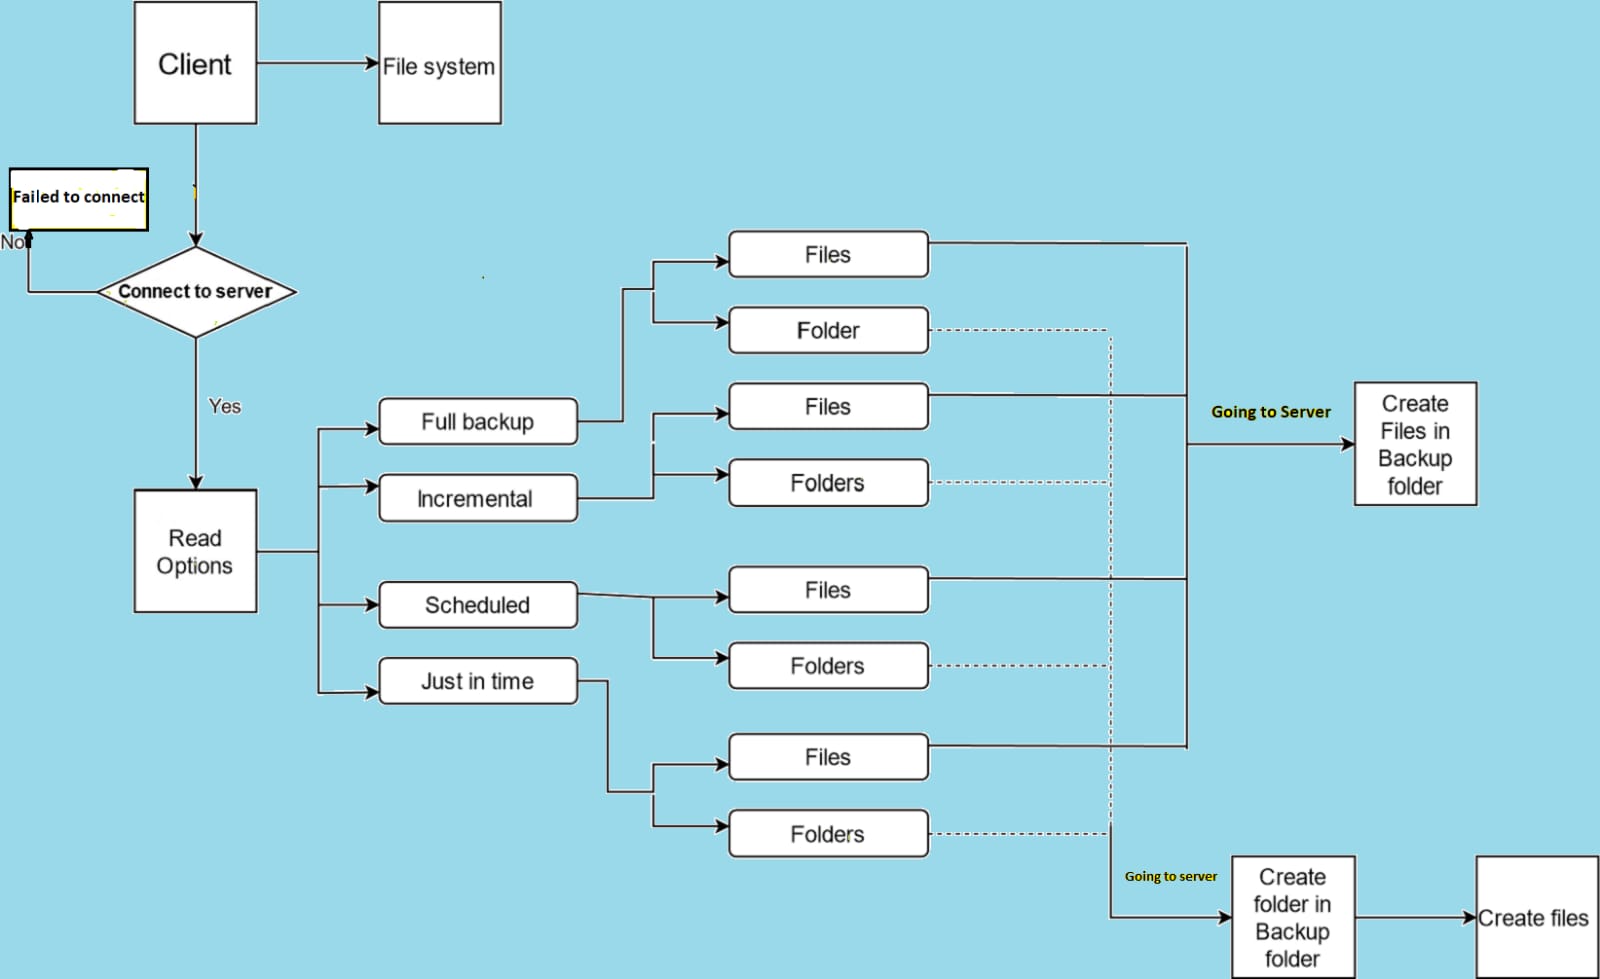 Client
File system
Failed to connect
No
Connect to server
Yes
Read
Options
Full backup
Incremental
Scheduled
Just in time
Files
Folder
Files
Folders
Files
Folders
Files
Folders
Going to Server
Create
Files in
Backup
folder
Going to server
Create
folder in
Backup
folder
Create files